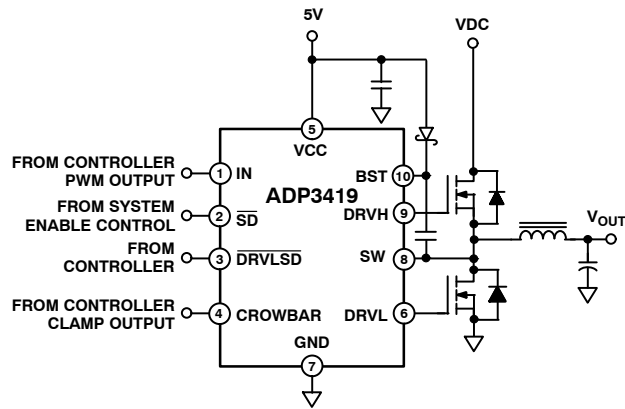 5V
VDC
5
VCC
FROM CONTROLLER
PWM OUTPUT
1
IN
ADP3419
BST
10
FROM SYSTEM
ENABLE CONTROL
2
SD
DRVH
9
VOUT
FROM
CONTROLLER
3
DRVLSD
SW
8
FROM CONTROLLER
CLAMP OUTPUT
4
CROWBAR
DRVL
6
GND
7